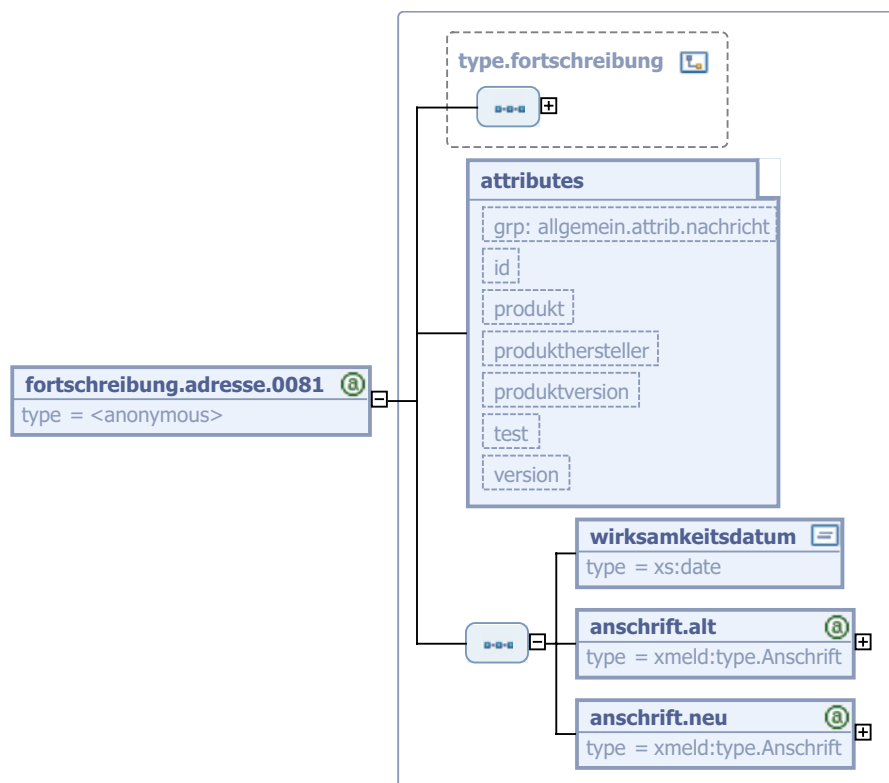 type.fortschreibung
attributes
grp: allgemein.attrib.nachricht
id
produkt
produkthersteller
produktversion
test
version
fortschreibung.adresse.0081 @
type = <anonymous>
wirksamkeitsdatum
type = xs:date
anschrift.alt @
type = xmeld:type.Anschrift
anschrift.neu @
type = xmeld:type.Anschrift